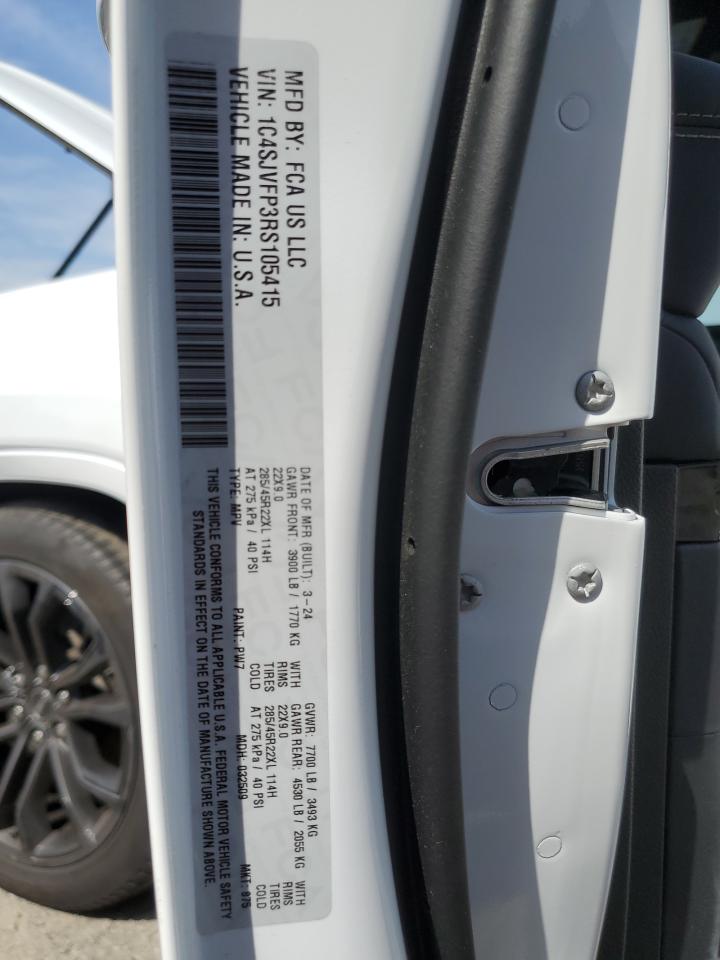 MFD BY: FCA US LLC
VIN: 1C4SJVFP3RS105415
VEHICLE MADE IN: U.S.A.
DATE OF MFR (BUILT): 3-24 GVWR: 7700 LB / 3493 KG
GAWR FRONT: 3900 LB / 1770 KG WITH GAWR REAR: 4530 LB / 2055 KG WITH
22X9.0 RIMS 22X9.0 RIMS
285/45R22XL 114H TIRES 285/45R22XL 114H TIRES
AT 275 kPa / 40 PSI COLD AT 275 kPa / 40 PSI COLD
TYPE: MPV PAINT: PW7 MDH: 032509 MKT: 875
THIS VEHICLE CONFORMS TO ALL APPLICABLE U.S.A. FEDERAL MOTOR VEHICLE SAFETY
STANDARDS IN EFFECT ON THE DATE OF MANUFACTURE SHOWN ABOVE.